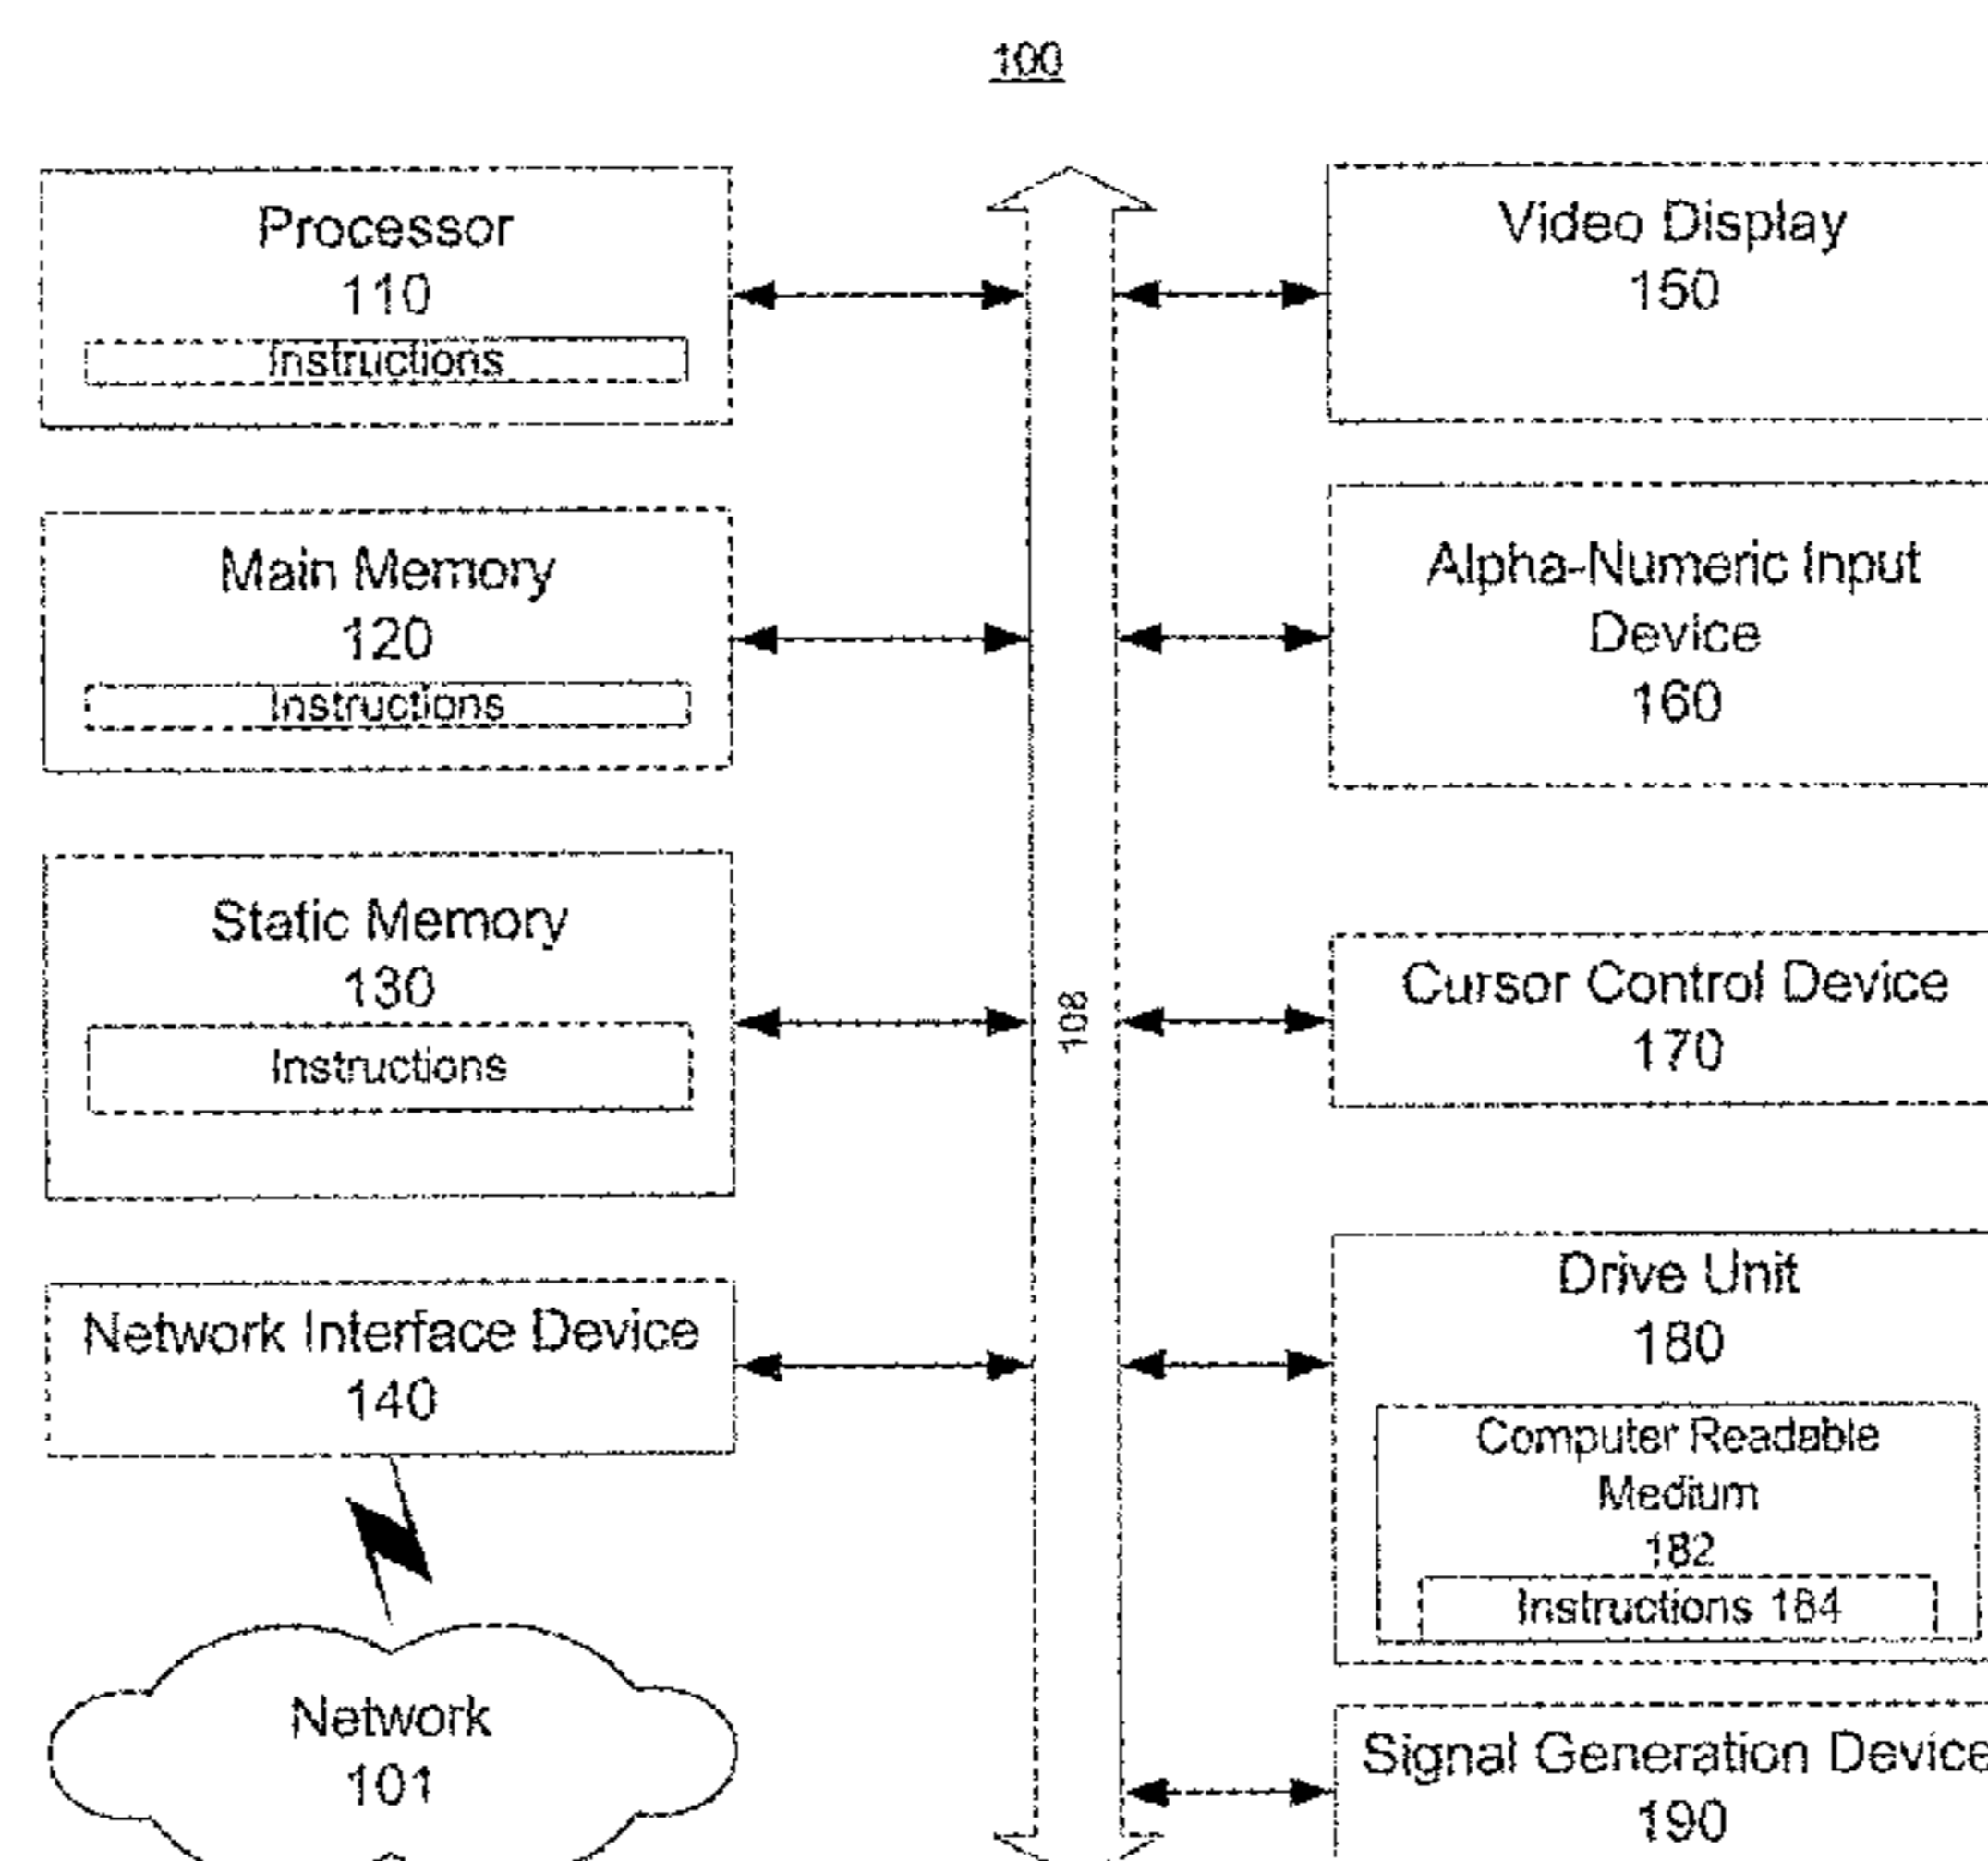 100
Processor
110
Instructions
Main Memory
120
Instructions
Static Memory
130
Instructions
Network Interface Device
140
Network
101
108
Video Display
150
Alpha-Numeric Input
Device
160
Cursor Control Device
170
Drive Unit
180
Computer Readable
Medium
182
Instructions 184
Signal Generation Device
190